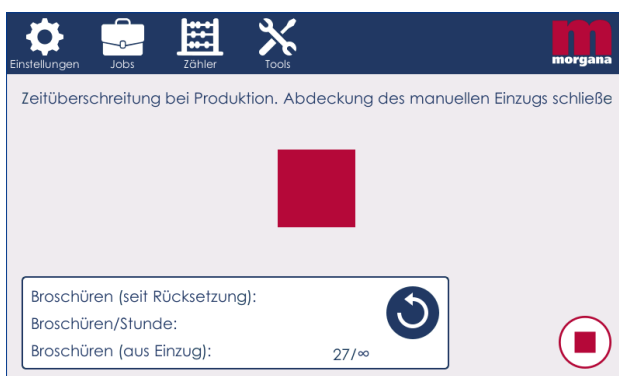 Einstellungen Jobs Zähler Tools
morgana
Zeitüberschreitung bei Produktion. Abdeckung des manuellen Einzugs schließe
Broschüren (seit Rücksetzung):
Broschüren/Stunde:
Broschüren (aus Einzug): 27/∞